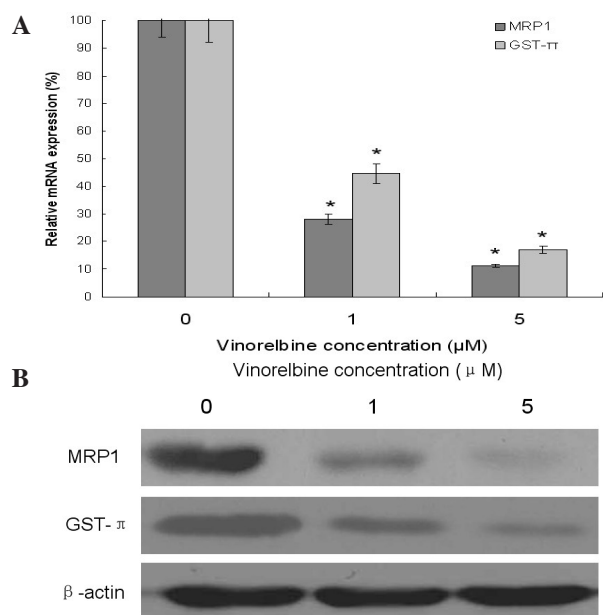 A
MRP1
GST-π
Relative mRNA expression (%)
100
90
80
70
60
50
40
30
20
10
0
*
*
*
*
0 1 5
Vinorelbine concentration (µM)
B
Vinorelbine concentration ( μ M)
0 1 5
MRP1
GST- π
β -actin